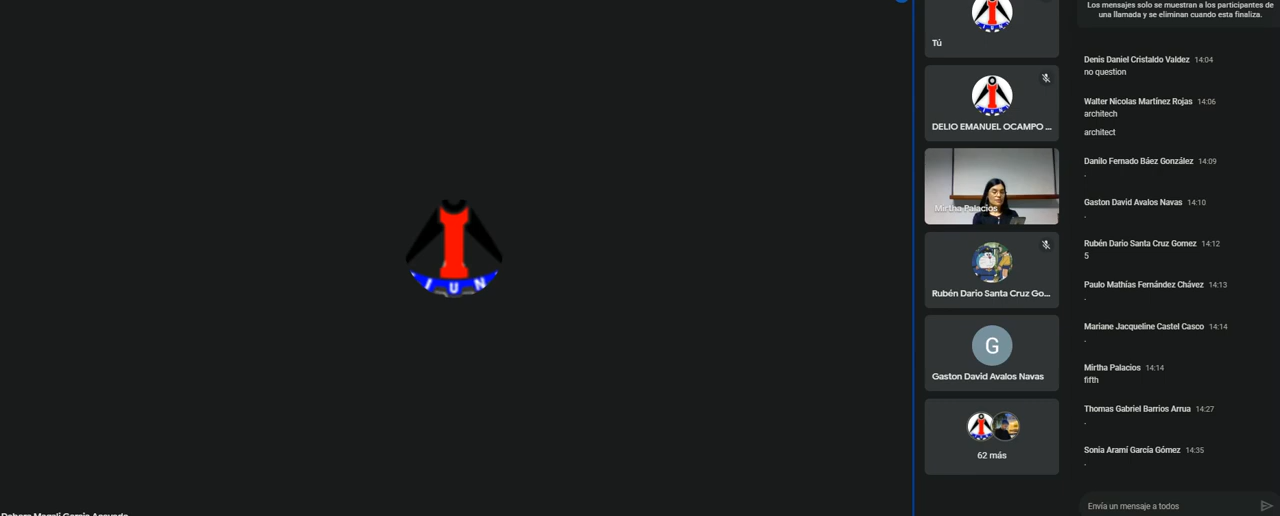 Los mensajes solo se muestran a los participantes de
una llamada y se eliminan cuando esta finaliza.
Tú
DELIO EMANUEL OCAMPO ...
Mirtha Palacios
Rubén Dario Santa Cruz Go...
G
Gaston David Avalos Navas
62 más
I U N
Denis Daniel Cristaldo Valdez 14:04
no question
Walter Nicolas Martínez Rojas 14:06
architech
architect
Danilo Fernado Báez González 14:09
.
Gaston David Avalos Navas 14:10
.
Rubén Dario Santa Cruz Gomez 14:12
5
Paulo Mathías Fernández Chávez 14:13
.
Mariane Jacqueline Castel Casco 14:14
.
Mirtha Palacios 14:14
fifth
Thomas Gabriel Barrios Arrua 14:27
.
Sonia Aramí García Gómez 14:35
.
Envía un mensaje a todos